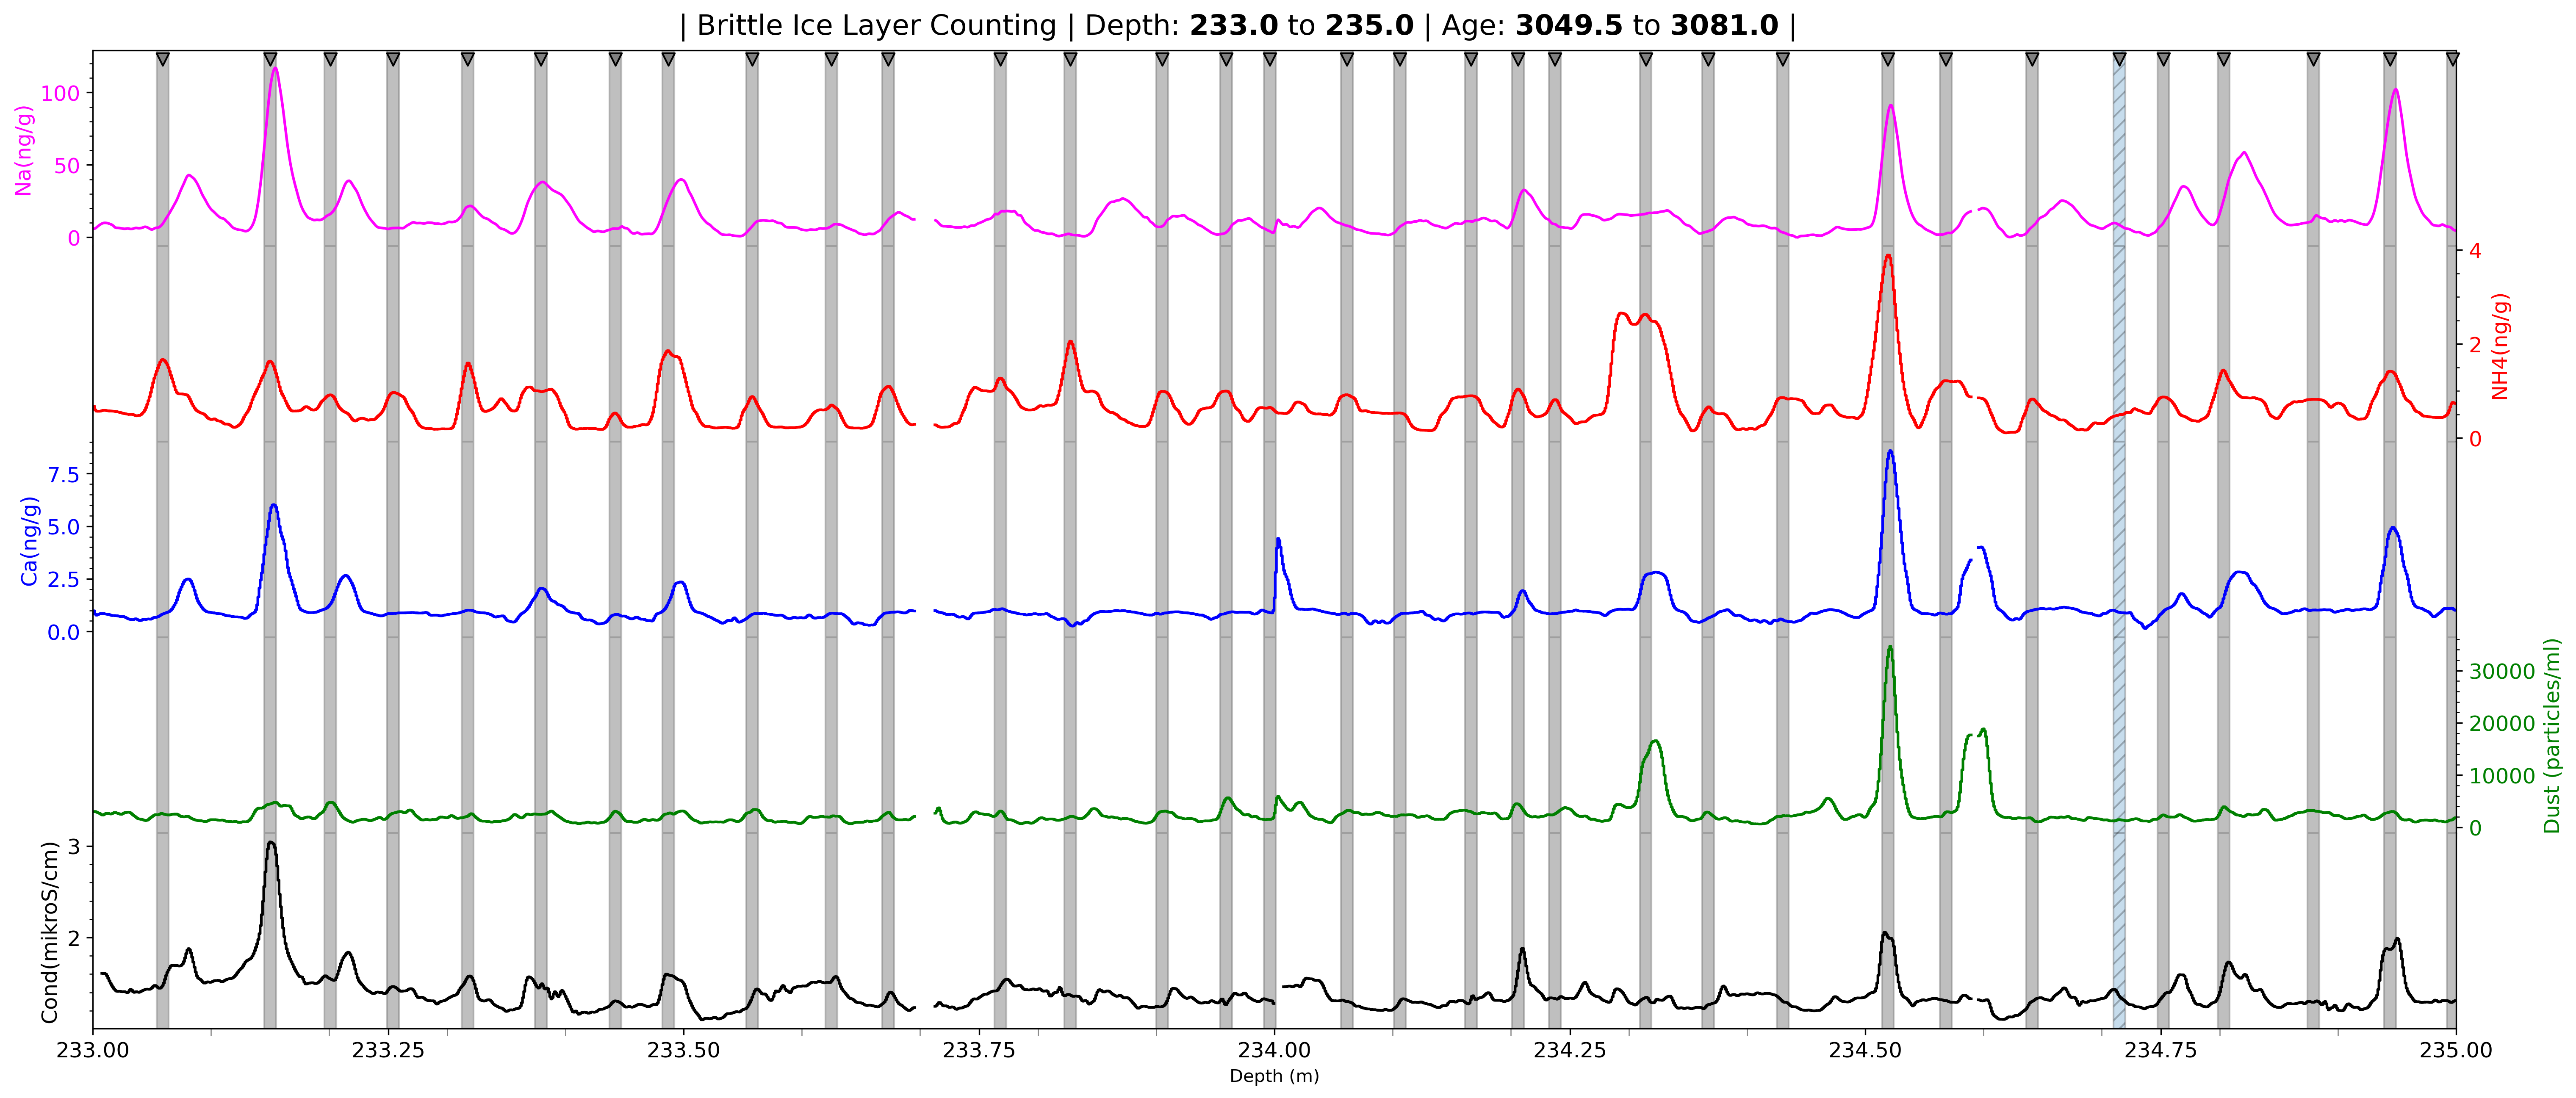 | Brittle Ice Layer Counting | Depth: 233.0 to 235.0 | Age: 3049.5 to 3081.0 |
Na(ng/g)
100
50
0
4
2
0
NH4(ng/g)
Ca(ng/g)
7.5
5.0
2.5
0.0
30000
20000
10000
0
Dust (particles/ml)
Cond(mikroS/cm)
3
2
233.00 233.25 233.50 233.75 234.00 234.25 234.50 234.75 235.00
Depth (m)